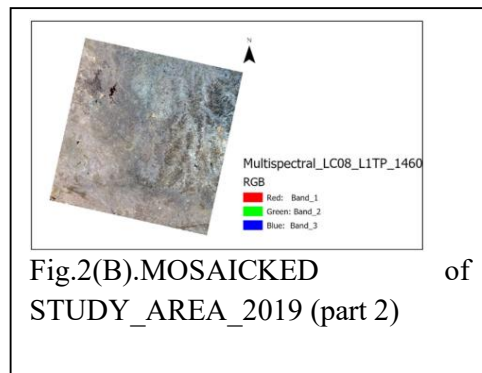 N
Multispectral_LC08_L1TP_1460
RGB
Red: Band_1
Green: Band_2
Blue: Band_3
Fig.2(B).MOSAICKED of
STUDY_AREA_2019 (part 2)